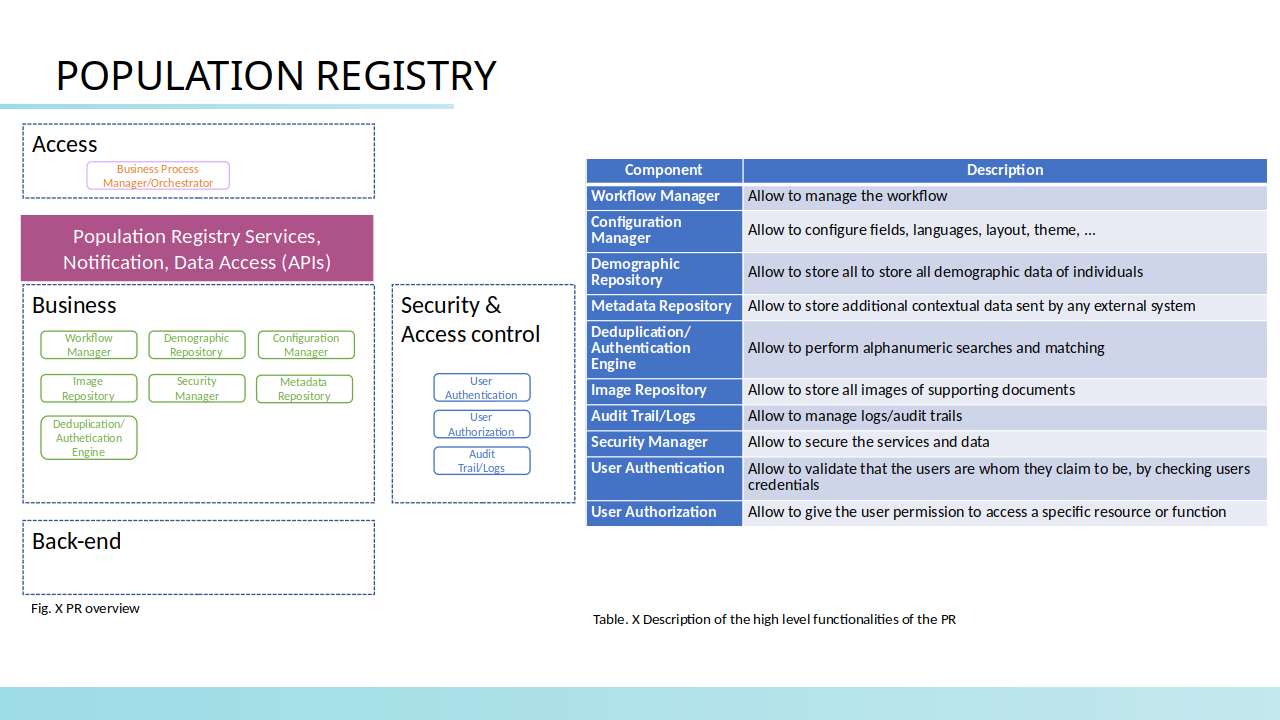 POPULATION REGISTRY
Access
Business Process
Manager/Orchestrator
Population Registry Services,
Notification, Data Access (APIs)
Business
Workflow
Manager
Demographic
Repository
Configuration
Manager
Image
Repository
Security
Manager
Metadata
Repository
Deduplication/
Authetication
Engine
Security &
Access control
User
Authentication
User
Authorization
Audit
Trail/Logs
Back-end
Fig. X PR overview
Component Description
Workflow Manager Allow to manage the workflow
Configuration
Manager
Allow to configure fields, languages, layout, theme, ...
Demographic
Repository
Allow to store all to store all demographic data of individuals
Metadata Repository Allow to store additional contextual data sent by any external system
Deduplication/
Authentication
Engine
Allow to perform alphanumeric searches and matching
Image Repository Allow to store all images of supporting documents
Audit Trail/Logs Allow to manage logs/audit trails
Security Manager Allow to secure the services and data
User Authentication Allow to validate that the users are whom they claim to be, by checking users
credentials
User Authorization Allow to give the user permission to access a specific resource or function
Table. X Description of the high level functionalities of the PR